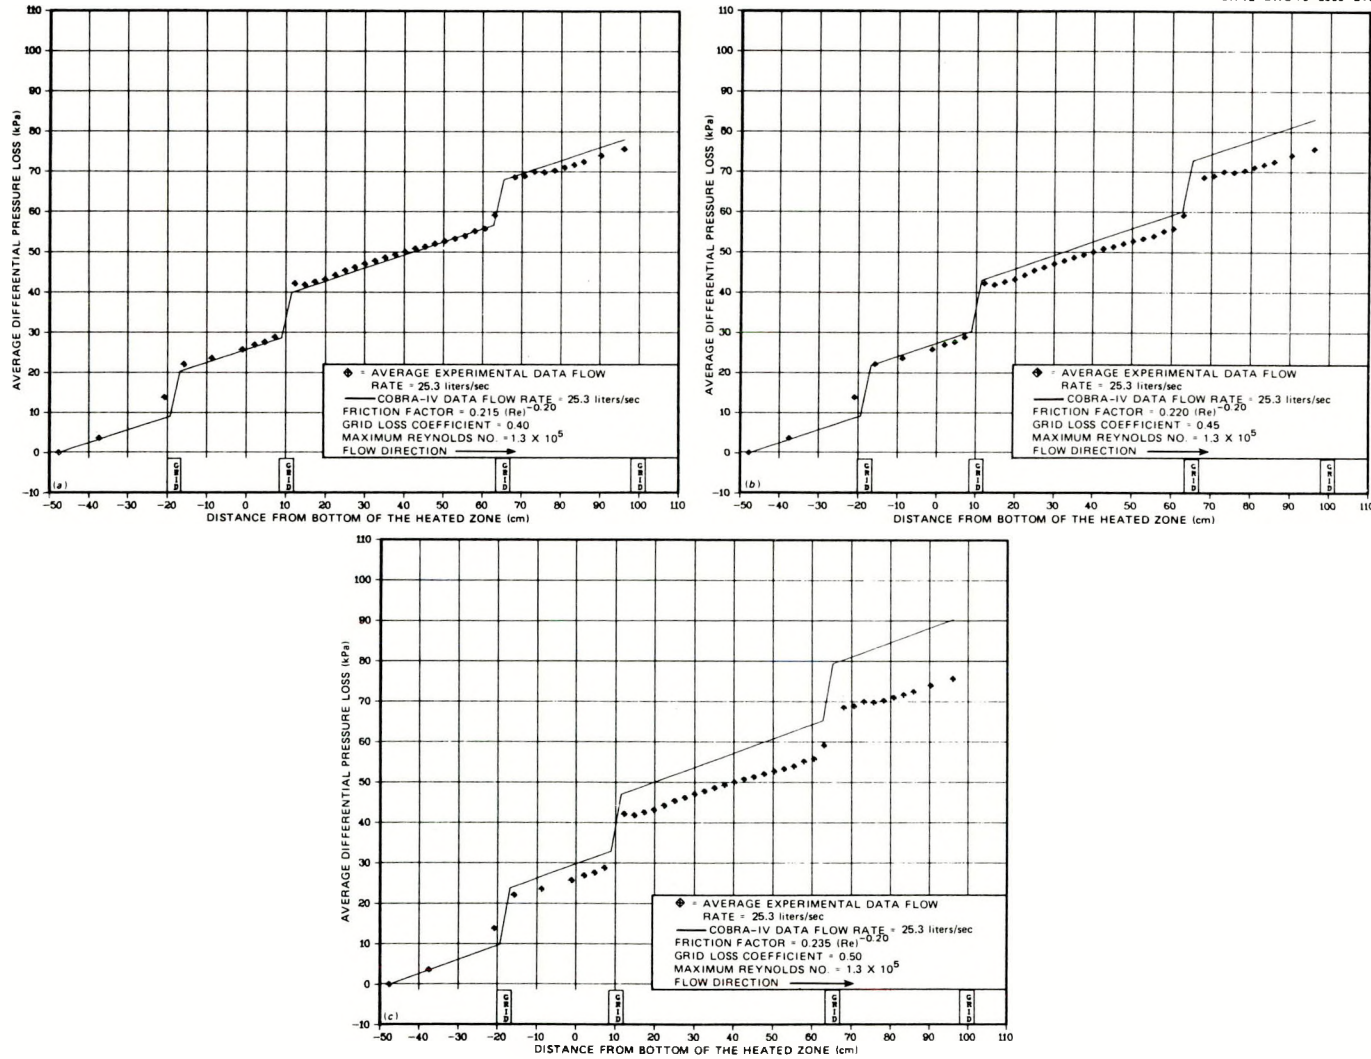 110
100
90
80
70
60
50
40
30
20
10
0
-10
AVERAGE DIFFERENTIAL PRESSURE LOSS (kPa)
◆ = AVERAGE EXPERIMENTAL DATA FLOW
RATE = 25.3 liters/sec
— COBRA-IV DATA FLOW RATE = 25.3 liters/sec
FRICTION FACTOR = 0.215 (Re)^-0.20
GRID LOSS COEFFICIENT = 0.40
MAXIMUM REYNOLDS NO. = 1.3 X 10^5
FLOW DIRECTION
GRID GRID GRID GRID
(a)
-50 -40 -30 -20 -10 0 10 20 30 40 50 60 70 80 90 100 110
DISTANCE FROM BOTTOM OF THE HEATED ZONE (cm)
110
100
90
80
70
60
50
40
30
20
10
0
-10
AVERAGE DIFFERENTIAL PRESSURE LOSS (kPa)
◆ = AVERAGE EXPERIMENTAL DATA FLOW
RATE = 25.3 liters/sec
— COBRA-IV DATA FLOW RATE = 25.3 liters/sec
FRICTION FACTOR = 0.220 (Re)^-0.20
GRID LOSS COEFFICIENT = 0.45
MAXIMUM REYNOLDS NO. = 1.3 X 10^5
FLOW DIRECTION
GRID GRID GRID GRID
(b)
-50 -40 -30 -20 -10 0 10 20 30 40 50 60 70 80 90 100 110
DISTANCE FROM BOTTOM OF THE HEATED ZONE (cm)
110
100
90
80
70
60
50
40
30
20
10
0
-10
AVERAGE DIFFERENTIAL PRESSURE LOSS (kPa)
◆ = AVERAGE EXPERIMENTAL DATA FLOW
RATE = 25.3 liters/sec
— COBRA-IV DATA FLOW RATE = 25.3 liters/sec
FRICTION FACTOR = 0.235 (Re)^-0.20
GRID LOSS COEFFICIENT = 0.50
MAXIMUM REYNOLDS NO. = 1.3 X 10^5
FLOW DIRECTION
GRID GRID GRID GRID
(c)
-50 -40 -30 -20 -10 0 10 20 30 40 50 60 70 80 90 100 110
DISTANCE FROM BOTTOM OF THE HEATED ZONE (cm)